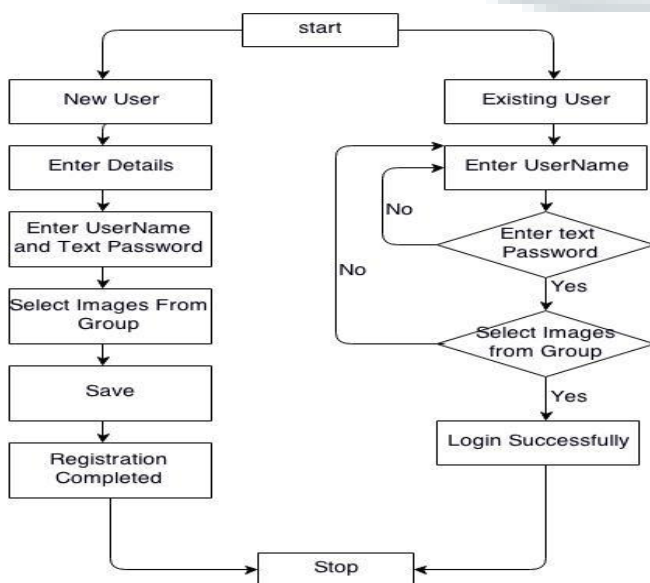 start
New User
Enter Details
Enter UserName
and Text Password
Select Images From
Group
Save
Registration
Completed
Existing User
Enter UserName
No
Enter text
Password
No
Yes
Select Images
from Group
Yes
Login Successfully
Stop